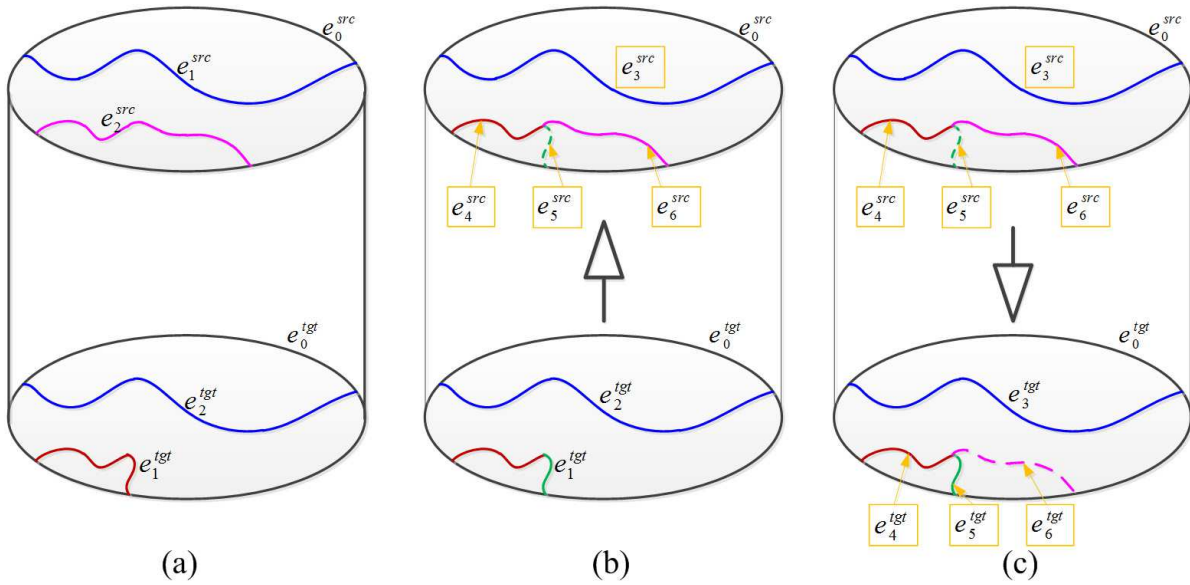 e_0^{src}
e_1^{src}
e_2^{src}
e_0^{tgt}
e_2^{tgt}
e_1^{tgt}
(a)
e_0^{src}
e_3^{src}
e_4^{src} e_5^{src} e_6^{src}
e_0^{tgt}
e_2^{tgt}
e_1^{tgt}
(b)
e_0^{src}
e_3^{src}
e_4^{src} e_5^{src} e_6^{src}
e_0^{tgt}
e_3^{tgt}
e_4^{tgt} e_5^{tgt} e_6^{tgt}
(c)